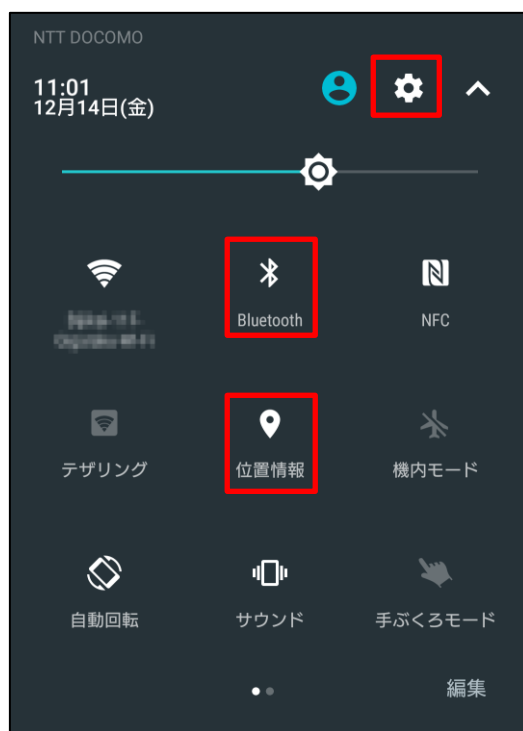 NTT DOCOMO
11:01
12月14日(金)
Bluetooth
NFC
テザリング
位置情報
機内モード
自動回転
サウンド
手ぶくろモード
編集